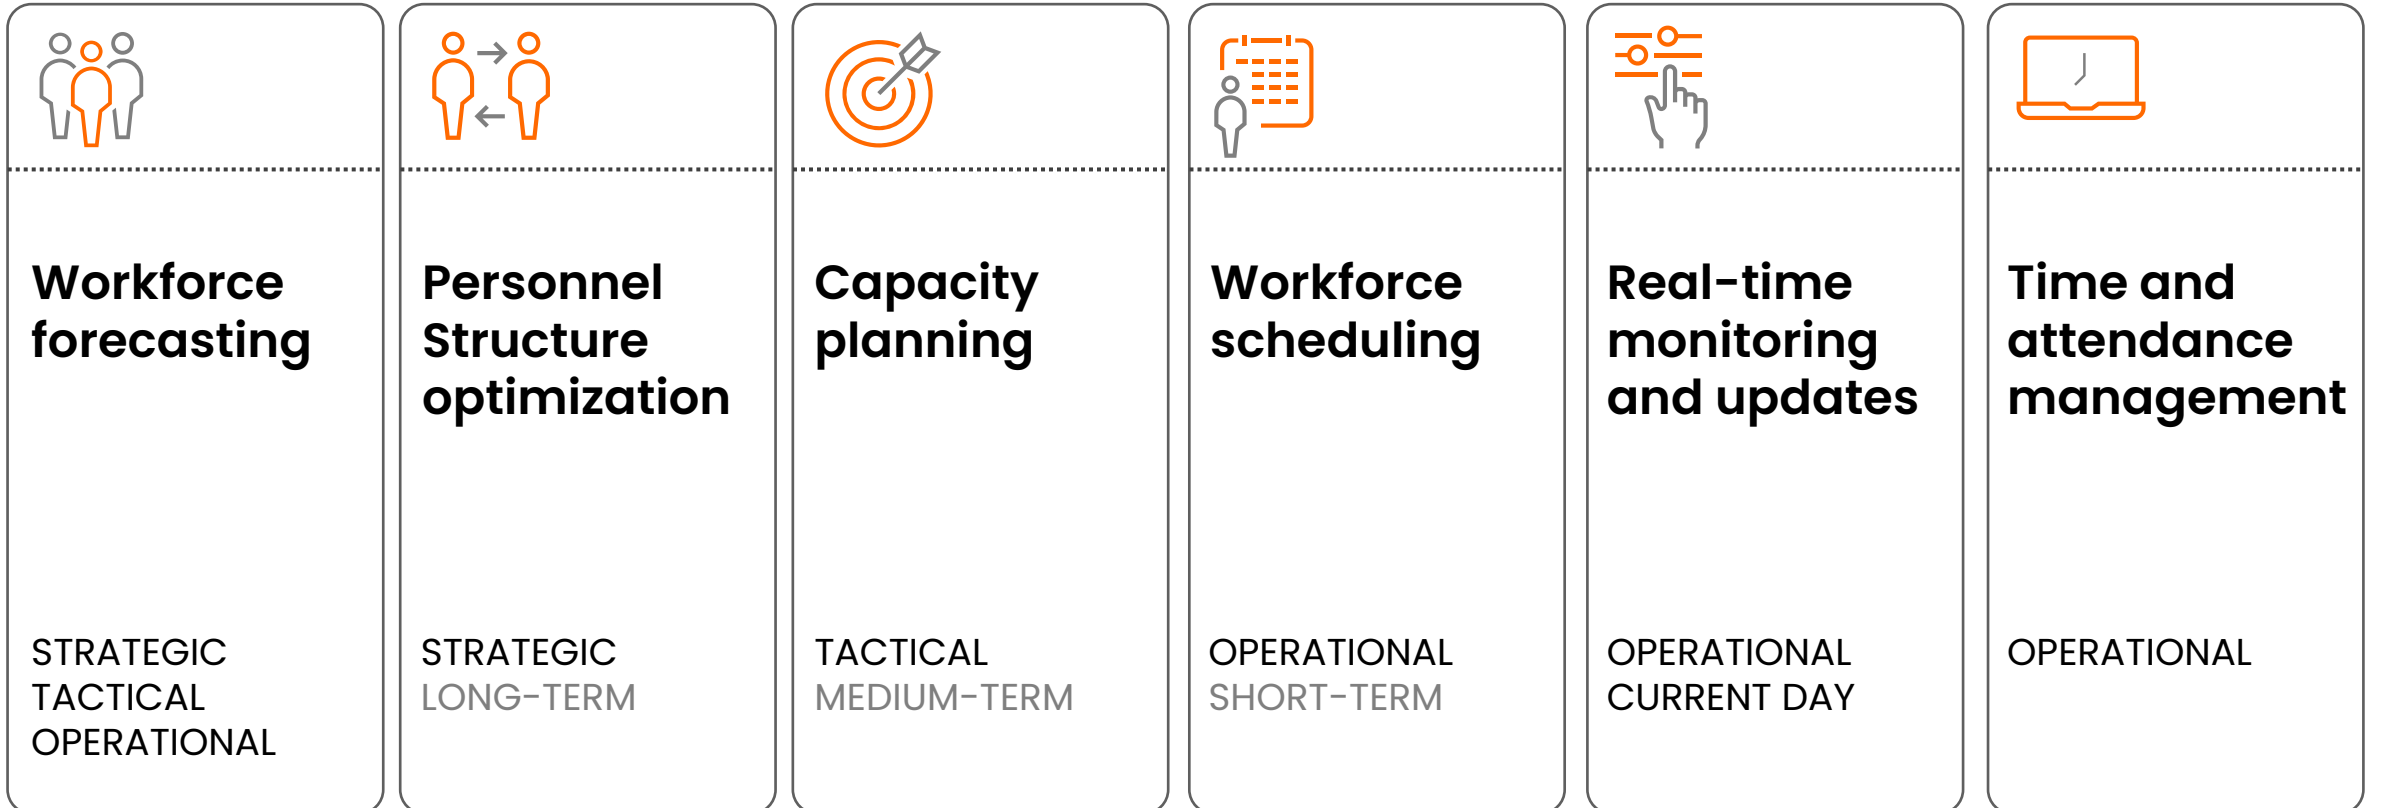 Workforce
forecasting
STRATEGIC
TACTICAL
OPERATIONAL
Personnel
Structure
optimization
STRATEGIC
LONG-TERM
Capacity
planning
TACTICAL
MEDIUM-TERM
Workforce
scheduling
OPERATIONAL
SHORT-TERM
Real-time
monitoring
and updates
OPERATIONAL
CURRENT DAY
Time and
attendance
management
OPERATIONAL